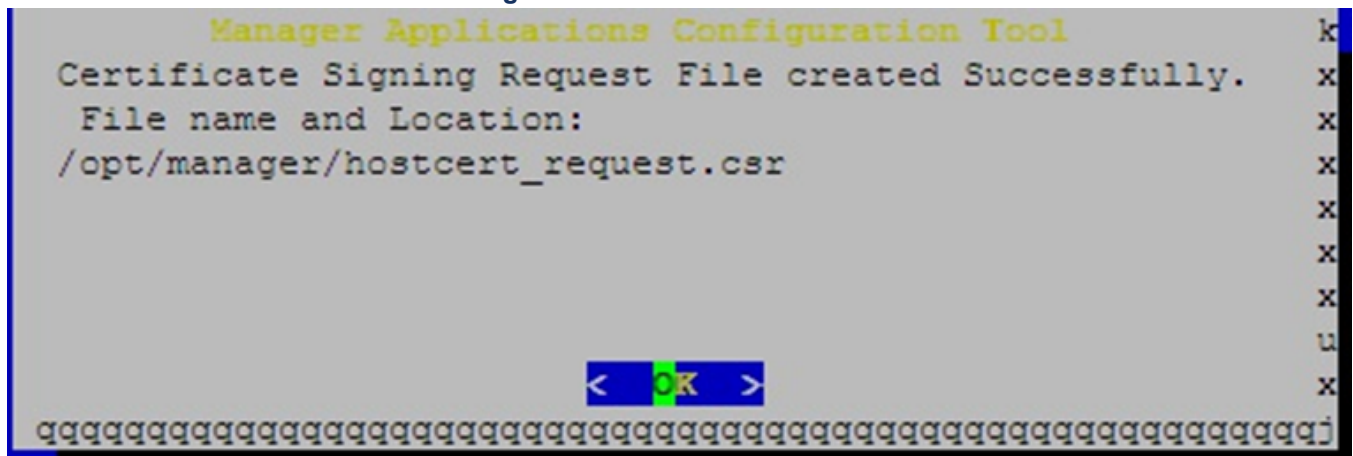 Manager Applications Configuration Tool k
Certificate Signing Request File created Successfully. x
File name and Location: x
/opt/manager/hostcert_request.csr x
x
x
x
u
< OK > x
qqqqqqqqqqqqqqqqqqqqqqqqqqqqqqqqqqqqqqqqqqqqqqqqqqqqqqqqqqj